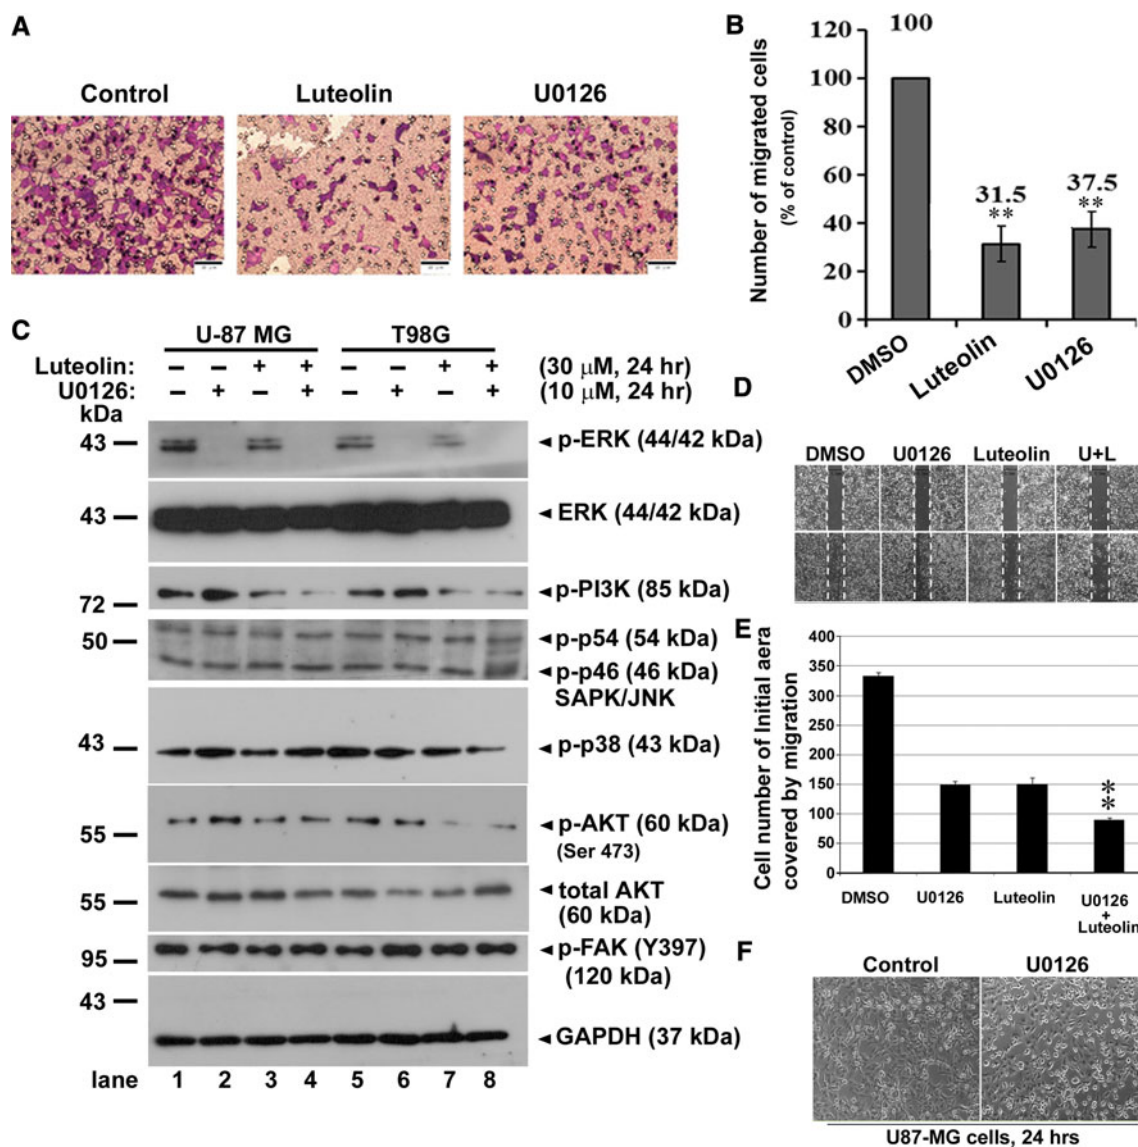 A
Control Luteolin U0126
B
Number of migrated cells
(% of control)
120
100
80
60
40
20
0
100
31.5
**
37.5
**
DMSO Luteolin U0126
C
U-87 MG T98G
Luteolin: − − + + − − + + (30 µM, 24 hr)
U0126: − + − + − + − + (10 µM, 24 hr)
kDa
43 p-ERK (44/42 kDa)
43 ERK (44/42 kDa)
72 p-PI3K (85 kDa)
50 p-p54 (54 kDa)
p-p46 (46 kDa)
SAPK/JNK
43 p-p38 (43 kDa)
55 p-AKT (60 kDa)
(Ser 473)
55 total AKT
(60 kDa)
95 p-FAK (Y397)
(120 kDa)
43
GAPDH (37 kDa)
lane 1 2 3 4 5 6 7 8
D
DMSO U0126 Luteolin U+L
E
Cell number of Initial aera
covered by migration
400
350
300
250
200
150
100
50
0
**
DMSO U0126 Luteolin U0126
+
Luteolin
F
Control U0126
U87-MG cells, 24 hrs